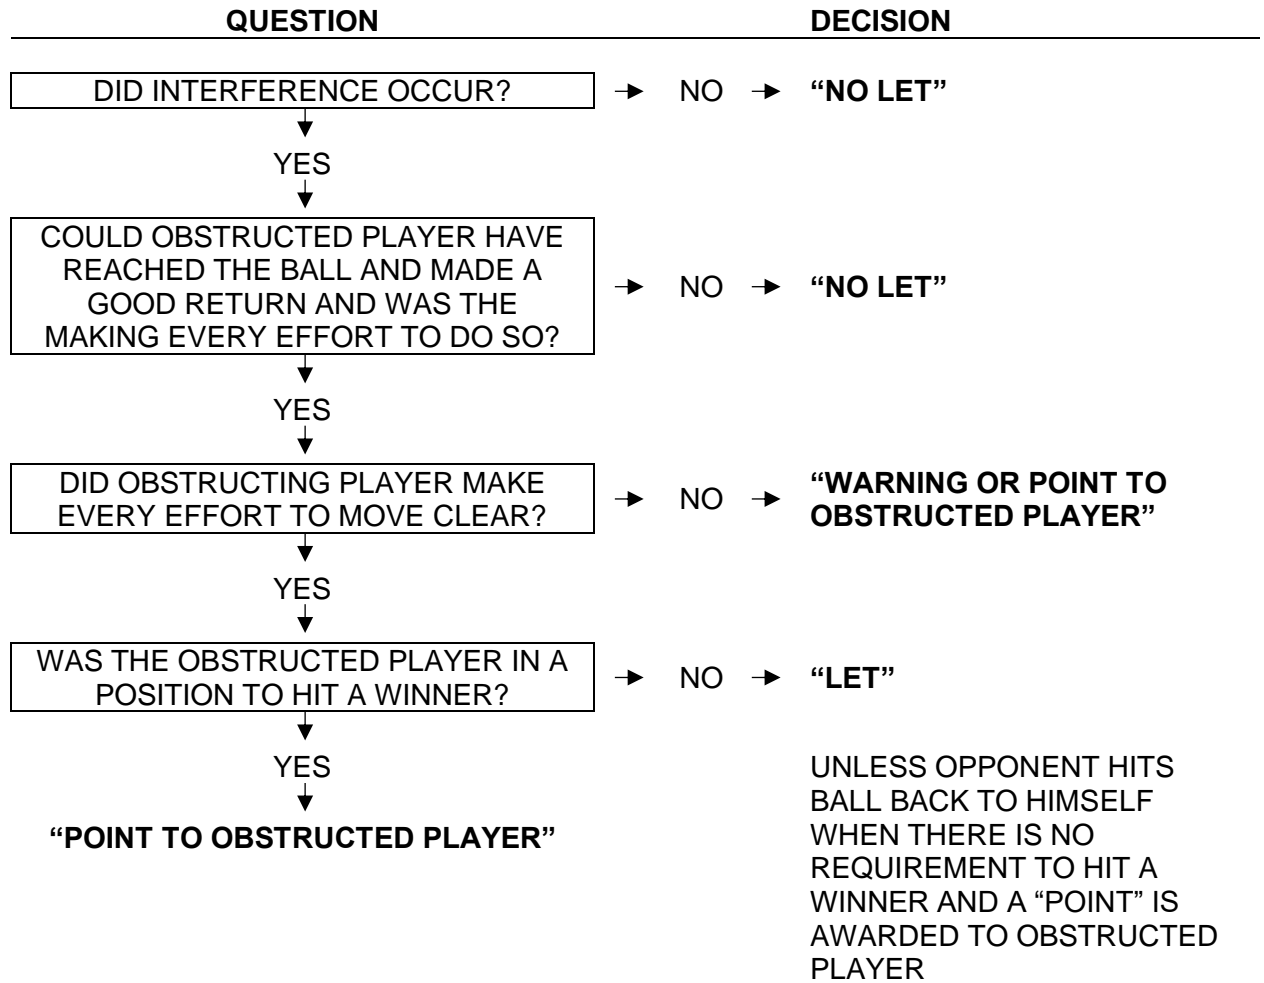 QUESTION DECISION
DID INTERFERENCE OCCUR? NO “NO LET”
YES
COULD OBSTRUCTED PLAYER HAVE
REACHED THE BALL AND MADE A
GOOD RETURN AND WAS THE
MAKING EVERY EFFORT TO DO SO?
NO “NO LET”
YES
DID OBSTRUCTING PLAYER MAKE
EVERY EFFORT TO MOVE CLEAR?
NO
“WARNING OR POINT TO
OBSTRUCTED PLAYER”
YES
WAS THE OBSTRUCTED PLAYER IN A
POSITION TO HIT A WINNER?
NO “LET”
YES
“POINT TO OBSTRUCTED PLAYER”
UNLESS OPPONENT HITS
BALL BACK TO HIMSELF
WHEN THERE IS NO
REQUIREMENT TO HIT A
WINNER AND A “POINT” IS
AWARDED TO OBSTRUCTED
PLAYER